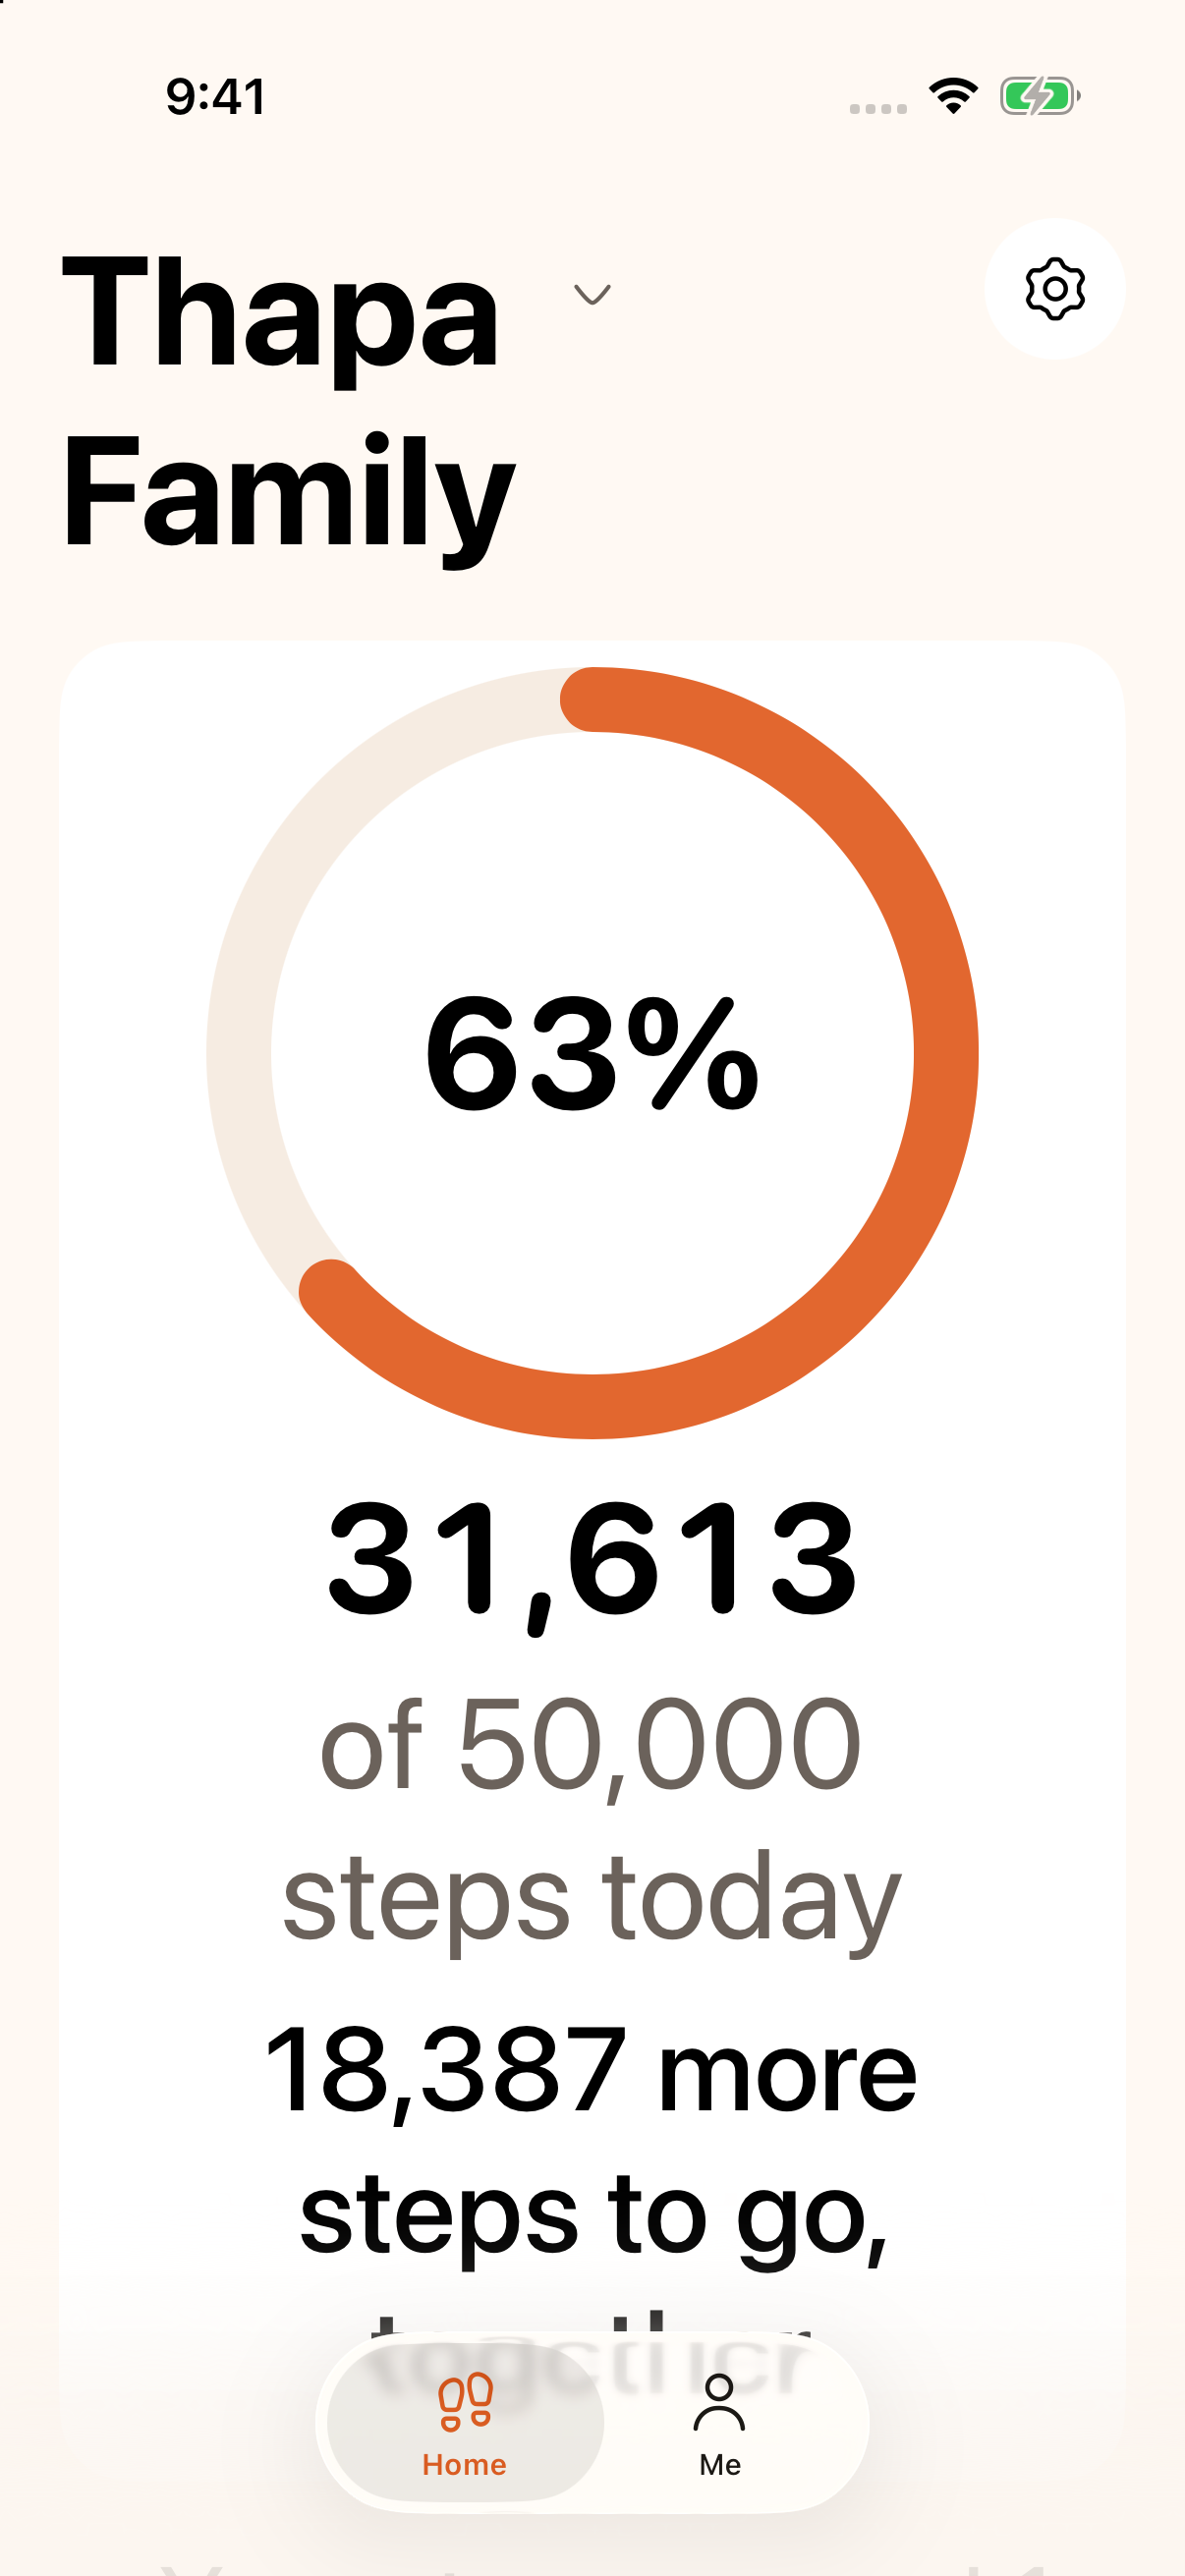 9:41
Thapa
Family
63%
31,613
of 50,000
steps today
18,387 more
steps to go,
together
Home
Me